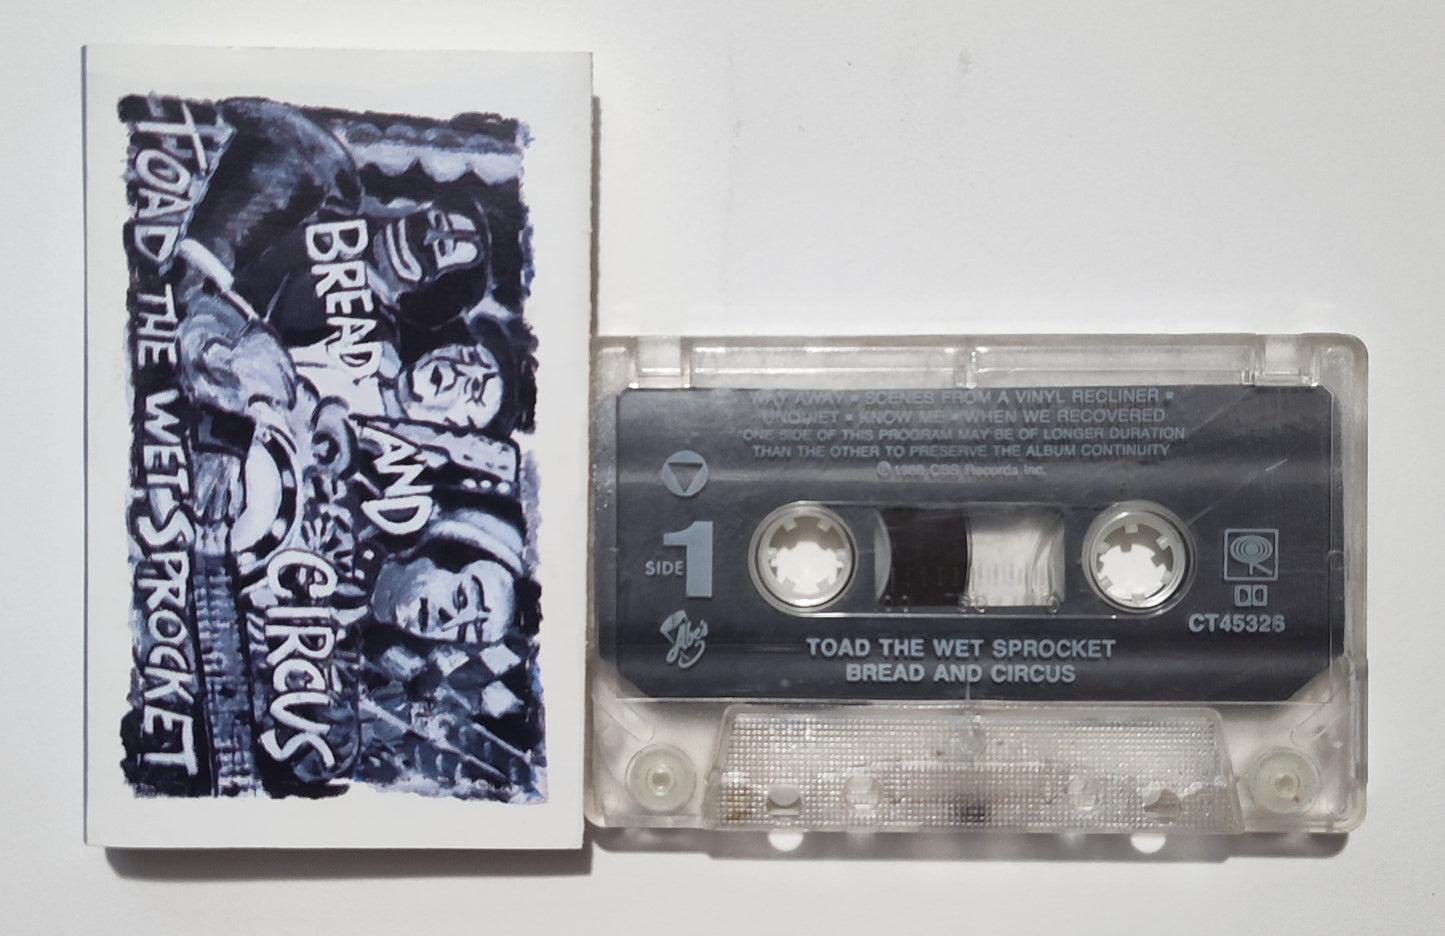 TOAD THE WET SPROCKET
BREAD
AND
CIRCUS
WAY AWAY • SCENES FROM A VINYL RECLINER •
UNQUIET • KNOW ME • WHEN WE RECOVERED
ONE SIDE OF THIS PROGRAM MAY BE OF LONGER DURATION
THAN THE OTHER TO PRESERVE THE ALBUM CONTINUITY
© 1988 CBS Records Inc.
SIDE 1
Abe's
CT45326
TOAD THE WET SPROCKET
BREAD AND CIRCUS